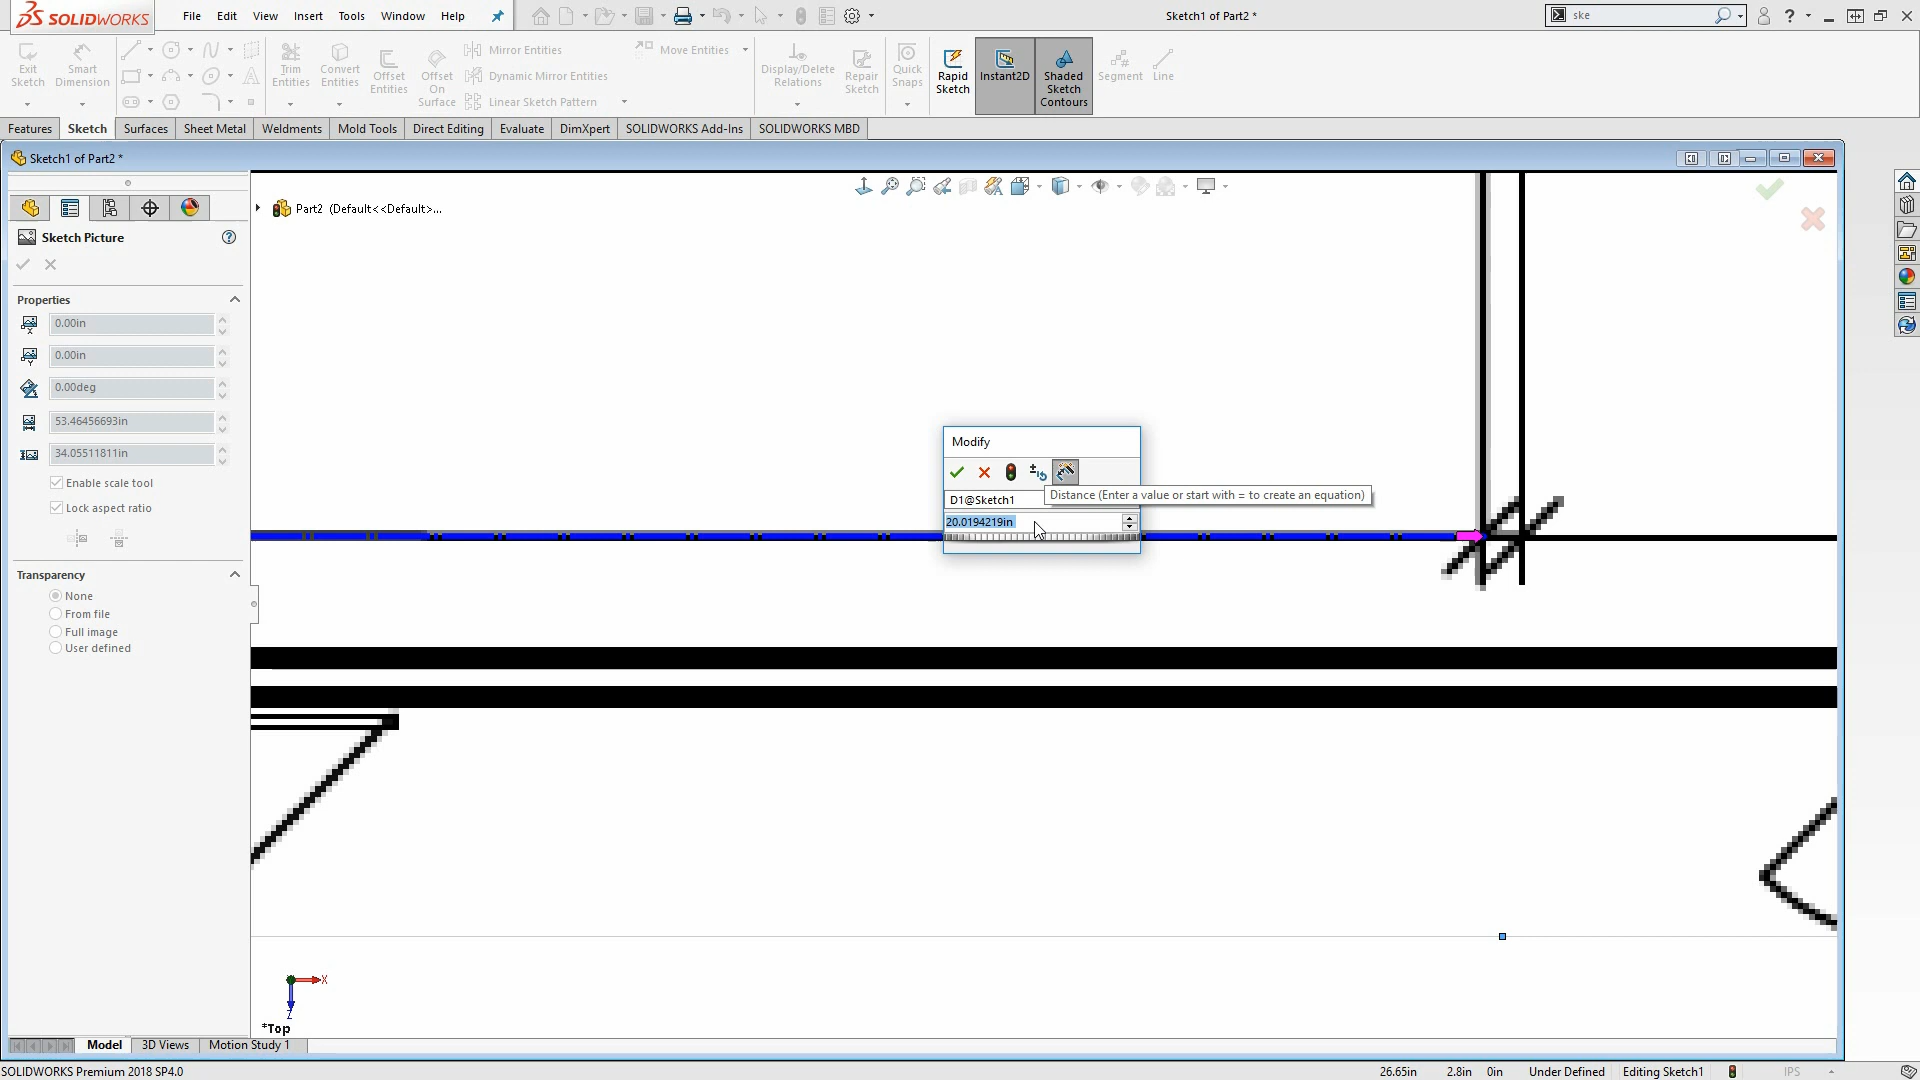 SOLIDWORKS
File Edit View Insert Tools Window Help
Sketch1 of Part2 *
ske
Exit Sketch
Smart Dimension
Trim Entities
Convert Entities
Offset Entities
Offset On Surface
Mirror Entities
Dynamic Mirror Entities
Linear Sketch Pattern
Move Entities
Display/Delete Relations
Repair Sketch
Quick Snaps
Rapid Sketch
Instant2D
Shaded Sketch Contours
Segment
Line
Features Sketch Surfaces Sheet Metal Weldments Mold Tools Direct Editing Evaluate DimXpert SOLIDWORKS Add-Ins SOLIDWORKS MBD
Sketch1 of Part2 *
Part2 (Default<<Default>...
Sketch Picture
Properties
0.00in
0.00in
0.00deg
53.46456693in
34.05511811in
Enable scale tool
Lock aspect ratio
Transparency
None
From file
Full image
User defined
Modify
D1@Sketch1
Distance (Enter a value or start with = to create an equation)
20.0194219in
X
Z
*Top
Model 3D Views Motion Study 1
SOLIDWORKS Premium 2018 SP4.0
26.65in 2.8in 0in Under Defined Editing Sketch1 IPS